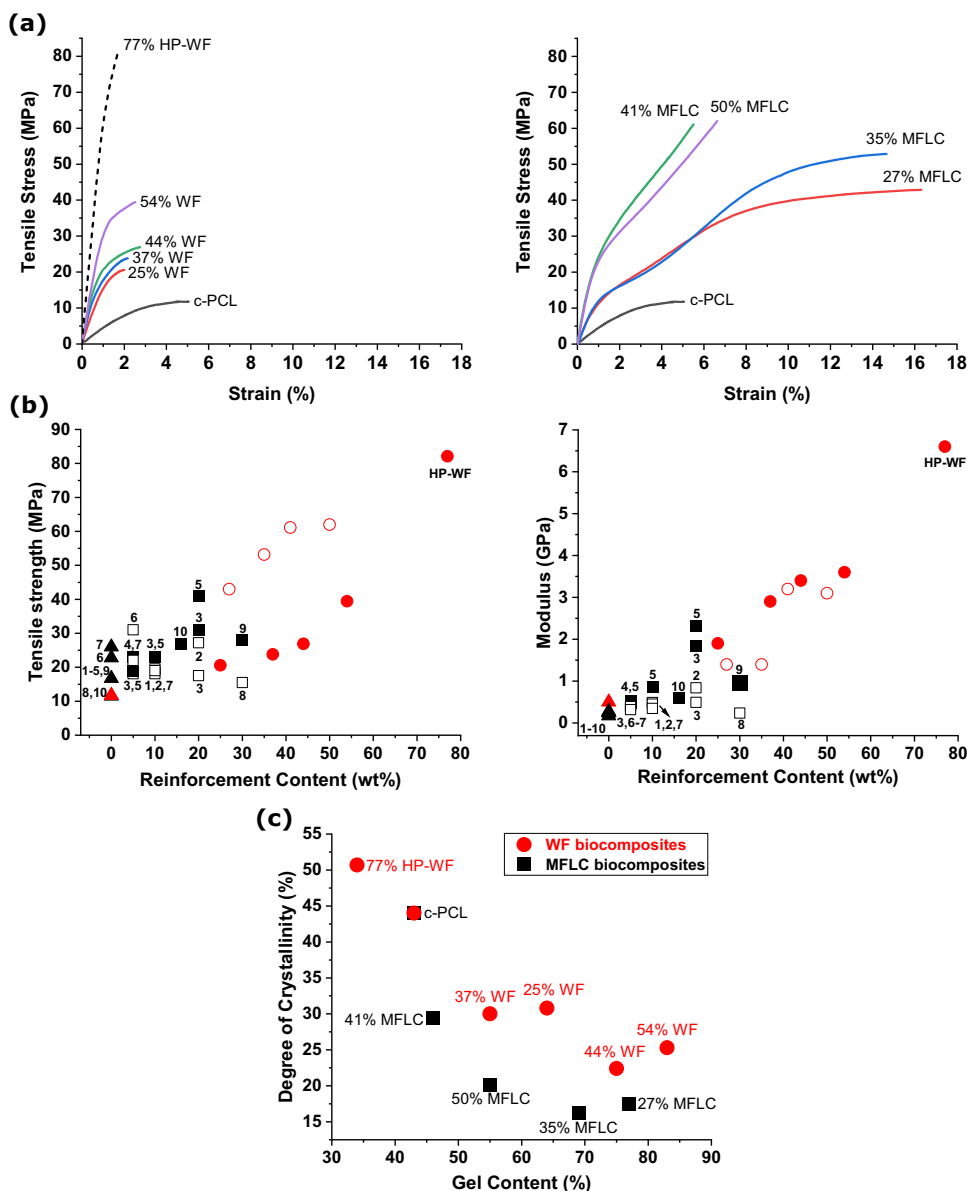 (a)
Tensile Stress (MPa)
80
70
60
50
40
30
20
10
0
77% HP-WF
54% WF
44% WF
37% WF
25% WF
c-PCL
0 2 4 6 8 10 12 14 16 18
Strain (%)
Tensile Stress (MPa)
80
70
60
50
40
30
20
10
0
41% MFLC
50% MFLC
35% MFLC
27% MFLC
c-PCL
0 2 4 6 8 10 12 14 16 18
Strain (%)
(b)
Tensile strength (MPa)
90
80
70
60
50
40
30
20
10
0
HP-WF
5
6
3
7
4,7
3,5
10
9
6
1-5,9
2
8,10
3,5
1,2,7
3
8
0 10 20 30 40 50 60 70 80
Reinforcement Content (wt%)
Modulus (GPa)
7
6
5
4
3
2
1
0
HP-WF
5
3
4,5
5
2
9
10
1-10
3,6-7
1,2,7
3
8
0 10 20 30 40 50 60 70 80
Reinforcement Content (wt%)
(c)
Degree of Crystallinity (%)
55
50
45
40
35
30
25
20
15
WF biocomposites
MFLC biocomposites
77% HP-WF
c-PCL
37% WF
25% WF
41% MFLC
54% WF
44% WF
50% MFLC
27% MFLC
35% MFLC
30 40 50 60 70 80 90
Gel Content (%)